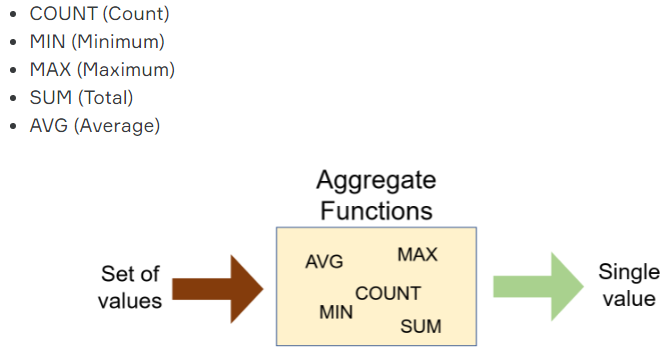 COUNT (Count)
MIN (Minimum)
MAX (Maximum)
SUM (Total)
AVG (Average)
Aggregate
Functions
Set of
values
AVG
MAX
COUNT
MIN
SUM
Single
value